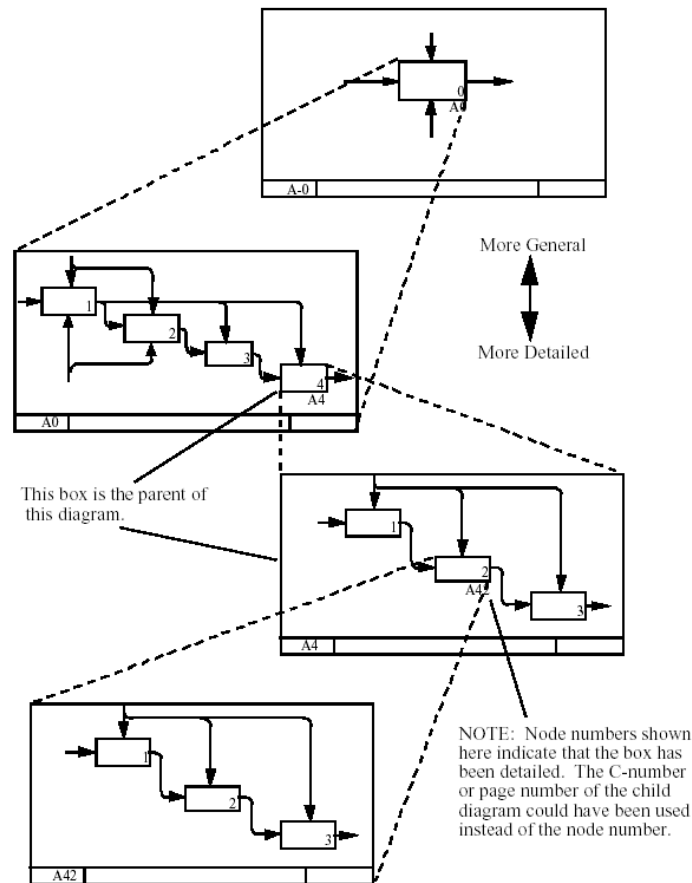 0
A0
A-0
More General
More Detailed
1
2
3
4
A4
A0
This box is the parent of
this diagram.
1
2
A42
3
A4
NOTE: Node numbers shown
here indicate that the box has
been detailed. The C-number
or page number of the child
diagram could have been used
instead of the node number.
1
2
3
A42